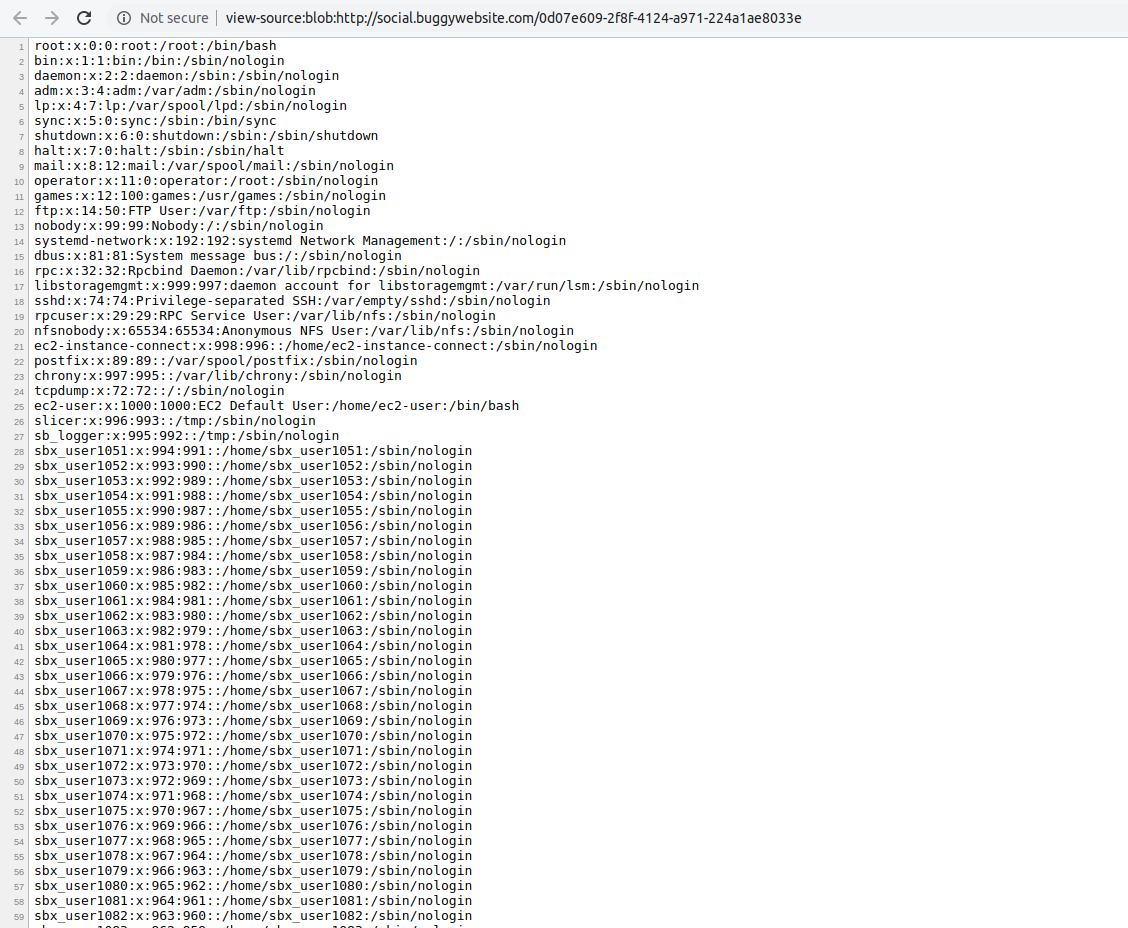 Not secure | view-source:blob:http://social.buggywebsite.com/0d07e609-2f8f-4124-a971-224a1ae8033e
1 root:x:0:0:root:/root:/bin/bash
2 bin:x:1:1:bin:/bin:/sbin/nologin
3 daemon:x:2:2:daemon:/sbin:/sbin/nologin
4 adm:x:3:4:adm:/var/adm:/sbin/nologin
5 lp:x:4:7:lp:/var/spool/lpd:/sbin/nologin
6 sync:x:5:0:sync:/sbin:/bin/sync
7 shutdown:x:6:0:shutdown:/sbin:/sbin/shutdown
8 halt:x:7:0:halt:/sbin:/sbin/halt
9 mail:x:8:12:mail:/var/spool/mail:/sbin/nologin
10 operator:x:11:0:operator:/root:/sbin/nologin
11 games:x:12:100:games:/usr/games:/sbin/nologin
12 ftp:x:14:50:FTP User:/var/ftp:/sbin/nologin
13 nobody:x:99:99:Nobody:/:/sbin/nologin
14 systemd-network:x:192:192:systemd Network Management:/:/sbin/nologin
15 dbus:x:81:81:System message bus:/:/sbin/nologin
16 rpc:x:32:32:Rpcbind Daemon:/var/lib/rpcbind:/sbin/nologin
17 libstoragemgmt:x:999:997:daemon account for libstoragemgmt:/var/run/lsm:/sbin/nologin
18 sshd:x:74:74:Privilege-separated SSH:/var/empty/sshd:/sbin/nologin
19 rpcuser:x:29:29:RPC Service User:/var/lib/nfs:/sbin/nologin
20 nfsnobody:x:65534:65534:Anonymous NFS User:/var/lib/nfs:/sbin/nologin
21 ec2-instance-connect:x:998:996::/home/ec2-instance-connect:/sbin/nologin
22 postfix:x:89:89::/var/spool/postfix:/sbin/nologin
23 chrony:x:997:995::/var/lib/chrony:/sbin/nologin
24 tcpdump:x:72:72::/:/sbin/nologin
25 ec2-user:x:1000:1000:EC2 Default User:/home/ec2-user:/bin/bash
26 slicer:x:996:993::/tmp:/sbin/nologin
27 sb_logger:x:995:992::/tmp:/sbin/nologin
28 sbx_user1051:x:994:991::/home/sbx_user1051:/sbin/nologin
29 sbx_user1052:x:993:990::/home/sbx_user1052:/sbin/nologin
30 sbx_user1053:x:992:989::/home/sbx_user1053:/sbin/nologin
31 sbx_user1054:x:991:988::/home/sbx_user1054:/sbin/nologin
32 sbx_user1055:x:990:987::/home/sbx_user1055:/sbin/nologin
33 sbx_user1056:x:989:986::/home/sbx_user1056:/sbin/nologin
34 sbx_user1057:x:988:985::/home/sbx_user1057:/sbin/nologin
35 sbx_user1058:x:987:984::/home/sbx_user1058:/sbin/nologin
36 sbx_user1059:x:986:983::/home/sbx_user1059:/sbin/nologin
37 sbx_user1060:x:985:982::/home/sbx_user1060:/sbin/nologin
38 sbx_user1061:x:984:981::/home/sbx_user1061:/sbin/nologin
39 sbx_user1062:x:983:980::/home/sbx_user1062:/sbin/nologin
40 sbx_user1063:x:982:979::/home/sbx_user1063:/sbin/nologin
41 sbx_user1064:x:981:978::/home/sbx_user1064:/sbin/nologin
42 sbx_user1065:x:980:977::/home/sbx_user1065:/sbin/nologin
43 sbx_user1066:x:979:976::/home/sbx_user1066:/sbin/nologin
44 sbx_user1067:x:978:975::/home/sbx_user1067:/sbin/nologin
45 sbx_user1068:x:977:974::/home/sbx_user1068:/sbin/nologin
46 sbx_user1069:x:976:973::/home/sbx_user1069:/sbin/nologin
47 sbx_user1070:x:975:972::/home/sbx_user1070:/sbin/nologin
48 sbx_user1071:x:974:971::/home/sbx_user1071:/sbin/nologin
49 sbx_user1072:x:973:970::/home/sbx_user1072:/sbin/nologin
50 sbx_user1073:x:972:969::/home/sbx_user1073:/sbin/nologin
51 sbx_user1074:x:971:968::/home/sbx_user1074:/sbin/nologin
52 sbx_user1075:x:970:967::/home/sbx_user1075:/sbin/nologin
53 sbx_user1076:x:969:966::/home/sbx_user1076:/sbin/nologin
54 sbx_user1077:x:968:965::/home/sbx_user1077:/sbin/nologin
55 sbx_user1078:x:967:964::/home/sbx_user1078:/sbin/nologin
56 sbx_user1079:x:966:963::/home/sbx_user1079:/sbin/nologin
57 sbx_user1080:x:965:962::/home/sbx_user1080:/sbin/nologin
58 sbx_user1081:x:964:961::/home/sbx_user1081:/sbin/nologin
59 sbx_user1082:x:963:960::/home/sbx_user1082:/sbin/nologin